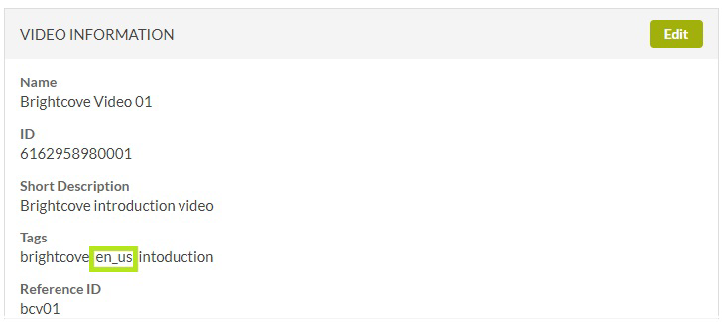 VIDEO INFORMATION
Edit
Name
Brightcove Video 01
ID
6162958980001
Short Description
Brightcove introduction video
Tags
brightcove en_us intoduction
Reference ID
bcv01